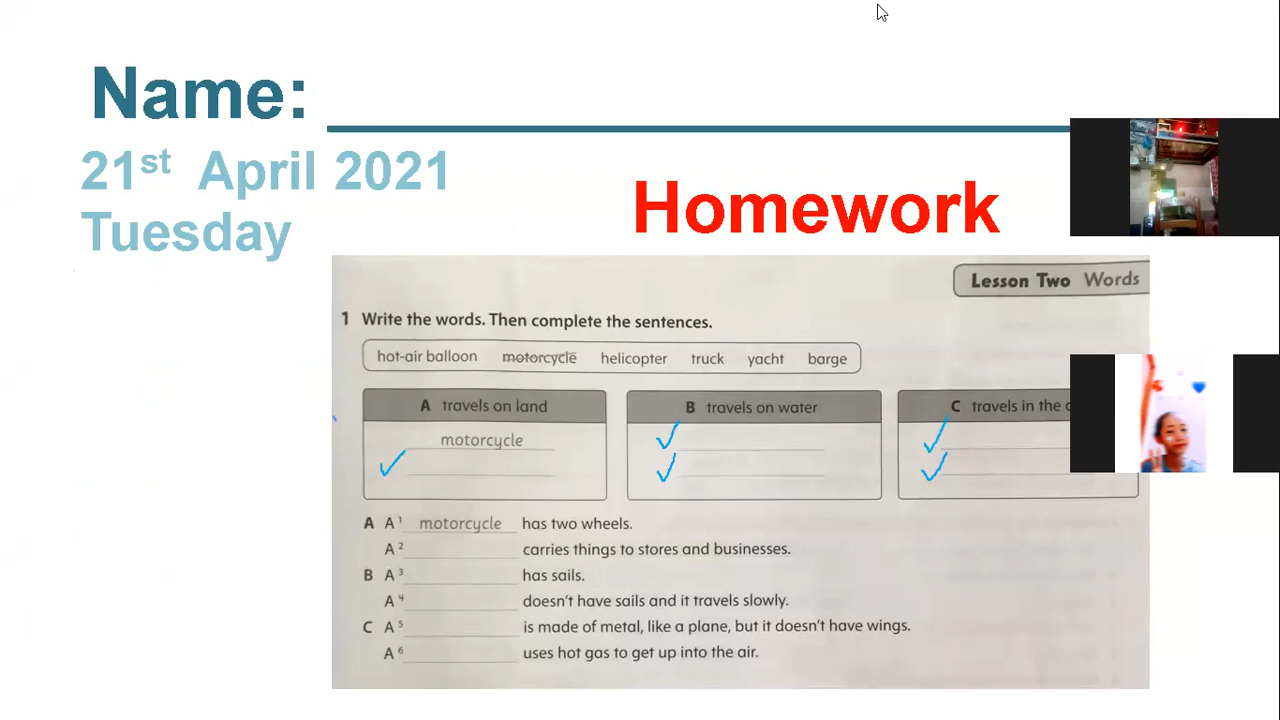 Name:
21st April 2021
Tuesday
Homework
Lesson Two Words
1 Write the words. Then complete the sentences.
hot-air balloon motorcycle helicopter truck yacht barge
A travels on land
motorcycle
B travels on water
C travels in the
A A 1 motorcycle has two wheels.
A 2 carries things to stores and businesses.
B A 3 has sails.
A 4 doesn't have sails and it travels slowly.
C A 5 is made of metal, like a plane, but it doesn't have wings.
A 6 uses hot gas to get up into the air.